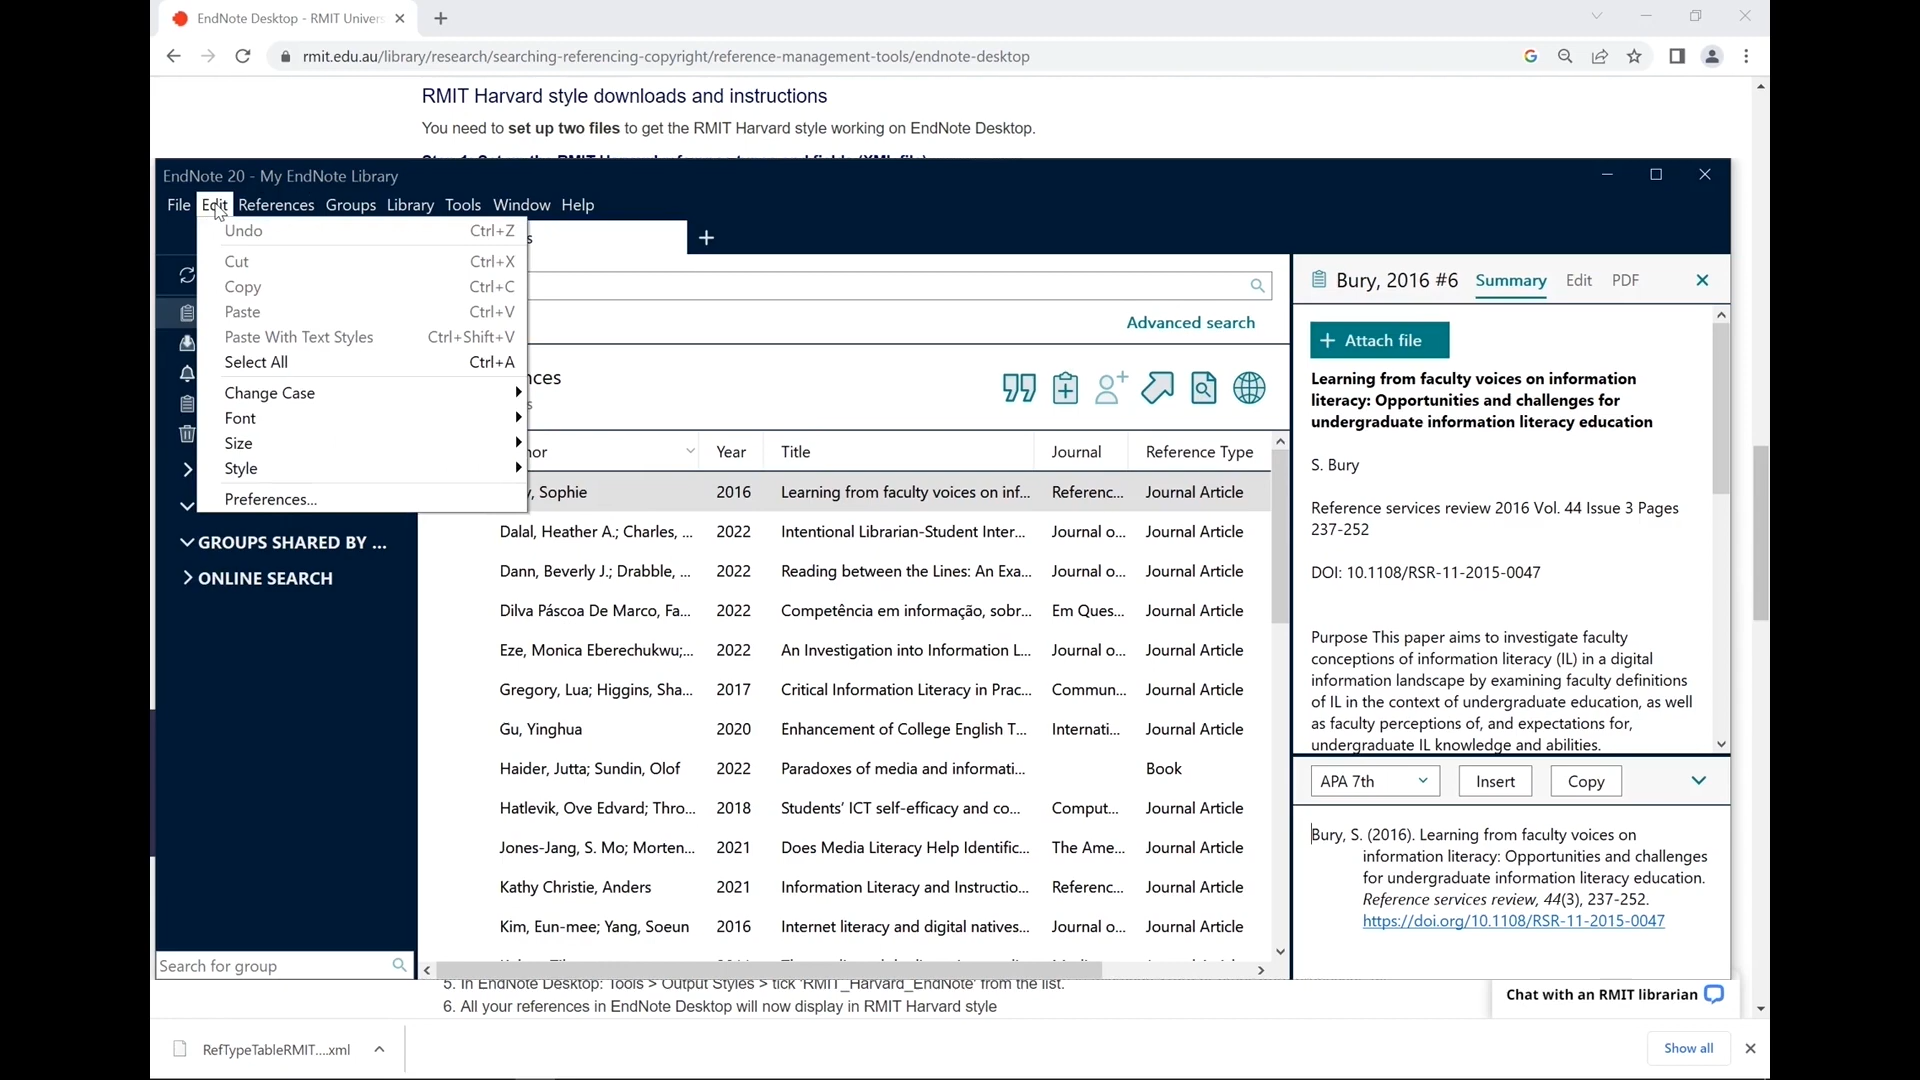 EndNote Desktop - RMIT Univers
rmit.edu.au/library/research/searching-referencing-copyright/reference-management-tools/endnote-desktop
RMIT Harvard style downloads and instructions
You need to set up two files to get the RMIT Harvard style working on EndNote Desktop.
EndNote 20 - My EndNote Library
File Edit References Groups Library Tools Window Help
Undo Ctrl+Z
Cut Ctrl+X
Copy Ctrl+C
Paste Ctrl+V
Paste With Text Styles Ctrl+Shift+V
Select All Ctrl+A
Change Case
Font
Size
Style
Preferences...
GROUPS SHARED BY ...
ONLINE SEARCH
Search for group
Advanced search
nces
Year Title Journal Reference Type
, Sophie 2016 Learning from faculty voices on inf... Referenc... Journal Article
Dalal, Heather A.; Charles, ... 2022 Intentional Librarian-Student Inter... Journal o... Journal Article
Dann, Beverly J.; Drabble, ... 2022 Reading between the Lines: An Exa... Journal o... Journal Article
Dilva Páscoa De Marco, Fa... 2022 Competência em informação, sobr... Em Ques... Journal Article
Eze, Monica Eberechukwu;... 2022 An Investigation into Information L... Journal o... Journal Article
Gregory, Lua; Higgins, Sha... 2017 Critical Information Literacy in Prac... Commun... Journal Article
Gu, Yinghua 2020 Enhancement of College English T... Internati... Journal Article
Haider, Jutta; Sundin, Olof 2022 Paradoxes of media and informati... Book
Hatlevik, Ove Edvard; Thro... 2018 Students' ICT self-efficacy and co... Comput... Journal Article
Jones-Jang, S. Mo; Morten... 2021 Does Media Literacy Help Identific... The Ame... Journal Article
Kathy Christie, Anders 2021 Information Literacy and Instructio... Referenc... Journal Article
Kim, Eun-mee; Yang, Soeun 2016 Internet literacy and digital natives... Journal o... Journal Article
Bury, 2016 #6 Summary Edit PDF
+ Attach file
Learning from faculty voices on information
literacy: Opportunities and challenges for
undergraduate information literacy education
S. Bury
Reference services review 2016 Vol. 44 Issue 3 Pages
237-252
DOI: 10.1108/RSR-11-2015-0047
Purpose This paper aims to investigate faculty
conceptions of information literacy (IL) in a digital
information landscape by examining faculty definitions
of IL in the context of undergraduate education, as well
as faculty perceptions of, and expectations for,
undergraduate IL knowledge and abilities.
APA 7th Insert Copy
Bury, S. (2016). Learning from faculty voices on
information literacy: Opportunities and challenges
for undergraduate information literacy education.
Reference services review, 44(3), 237-252.
https://doi.org/10.1108/RSR-11-2015-0047
5. In EndNote Desktop: Tools > Output Styles > tick 'RMIT_Harvard_EndNote' from the list.
6. All your references in EndNote Desktop will now display in RMIT Harvard style
Chat with an RMIT librarian
RefTypeTableRMIT....xml
Show all